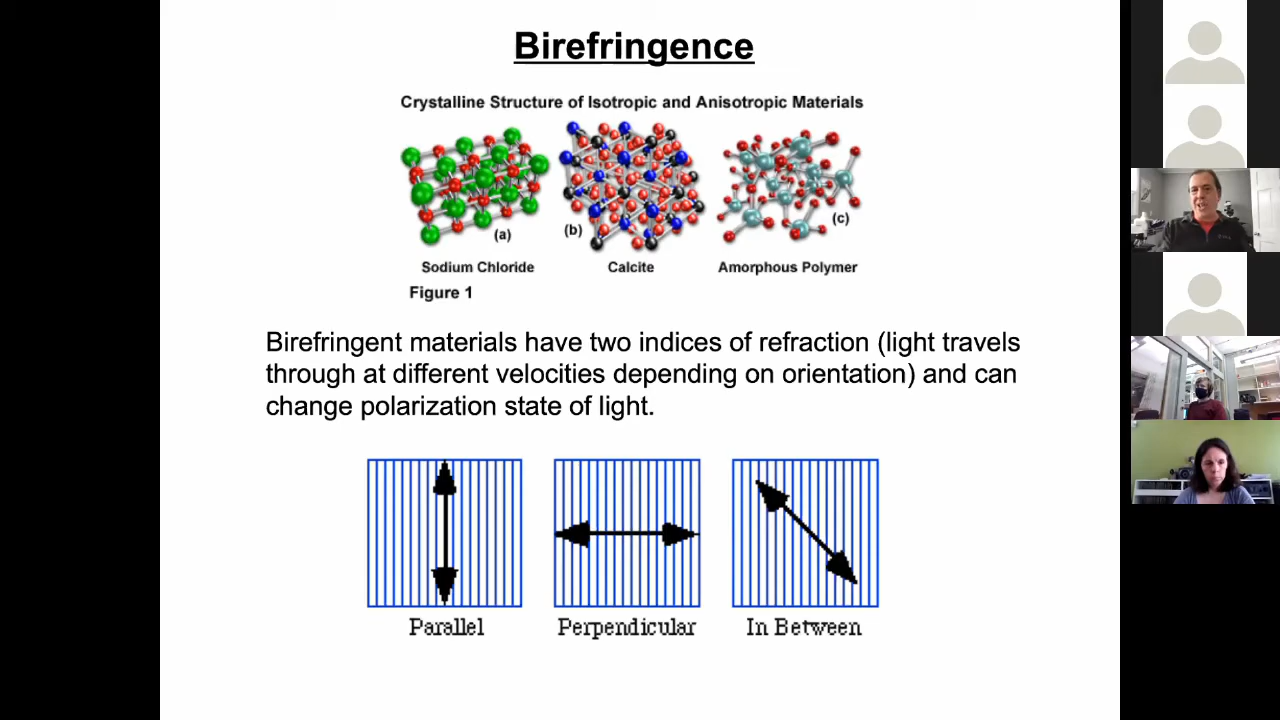 Birefringence
Crystalline Structure of Isotropic and Anisotropic Materials
(a)
(b)
(c)
Sodium Chloride
Calcite
Amorphous Polymer
Figure 1
Birefringent materials have two indices of refraction (light travels
through at different velocities depending on orientation) and can
change polarization state of light.
Parallel
Perpendicular
In Between